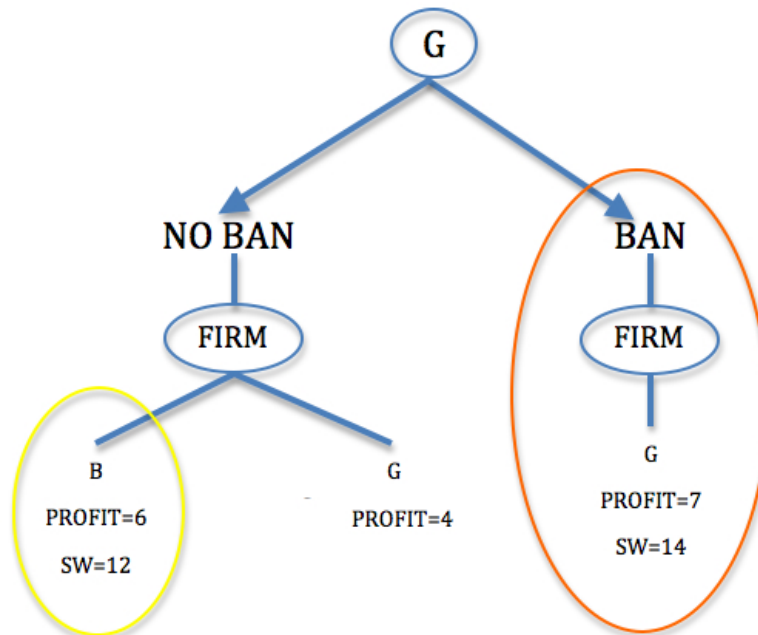 G
NO BAN
BAN
FIRM
FIRM
B
PROFIT=6
SW=12
G
PROFIT=4
G
PROFIT=7
SW=14